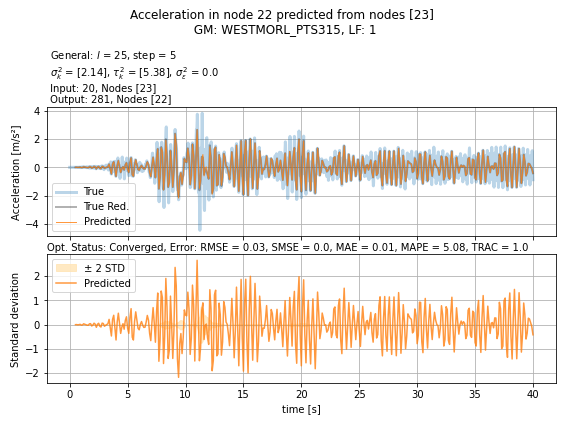 Acceleration in node 22 predicted from nodes [23]
GM: WESTMORL_PTS315, LF: 1
General: l = 25, step = 5
σ²ₖ = [2.14], τ²ₖ = [5.38], σ²ε = 0.0
Input: 20, Nodes [23]
Output: 281, Nodes [22]
Acceleration [m/s²]
4
2
0
−2
−4
True
True Red.
Predicted
Opt. Status: Converged, Error: RMSE = 0.03, SMSE = 0.0, MAE = 0.01, MAPE = 5.08, TRAC = 1.0
Standard deviation
2
1
0
−1
−2
± 2 STD
Predicted
0 5 10 15 20 25 30 35 40
time [s]